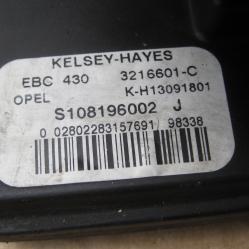 KELSEY-HAYES
EBC 430 3216601-C
OPEL K-H13091801
S108196002 J
0 02802283157691 98338